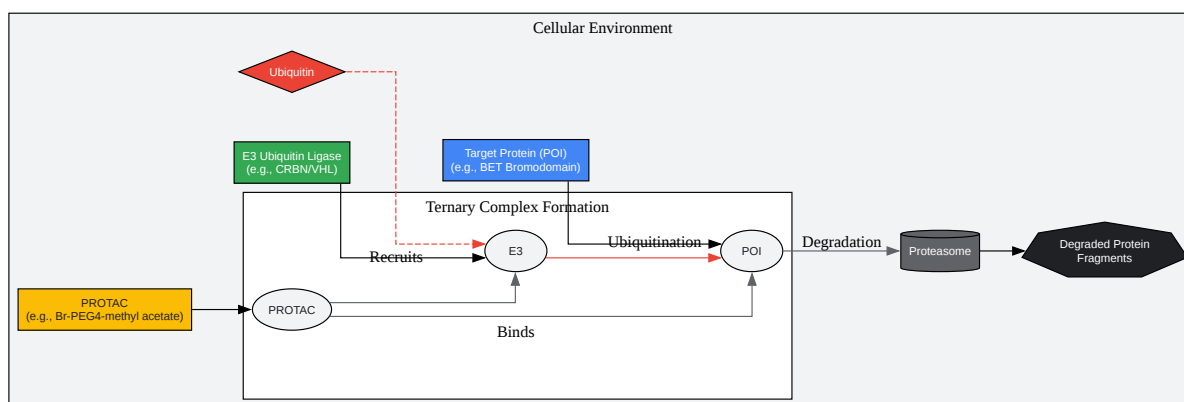 Cellular Environment
Ubiquitin
E3 Ubiquitin Ligase
(e.g., CRBN/VHL)
Target Protein (POI)
(e.g., BET Bromodomain)
Ternary Complex Formation
Recruits
E3
Ubiquitination
POI
Degradation
Proteasome
Degraded Protein
Fragments
PROTAC
(e.g., Br-PEG4-methyl acetate)
PROTAC
Binds